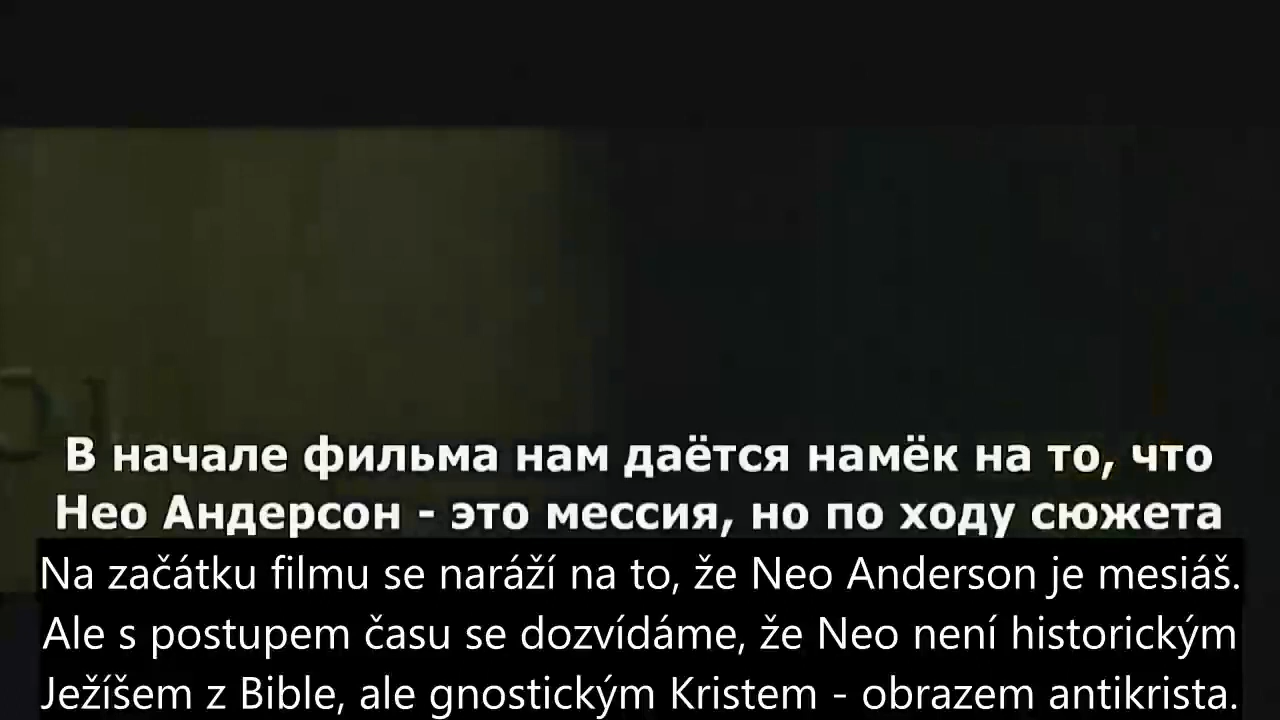 В начале фильма нам даётся намёк на то, что
Нео Андерсон - это мессия, но по ходу сюжета
Na začátku filmu se naráží na to, že Neo Anderson je mesiáš.
Ale s postupem času se dozvídáme, že Neo není historickým
Ježíšem z Bible, ale gnostickým Kristem - obrazem antikrista.